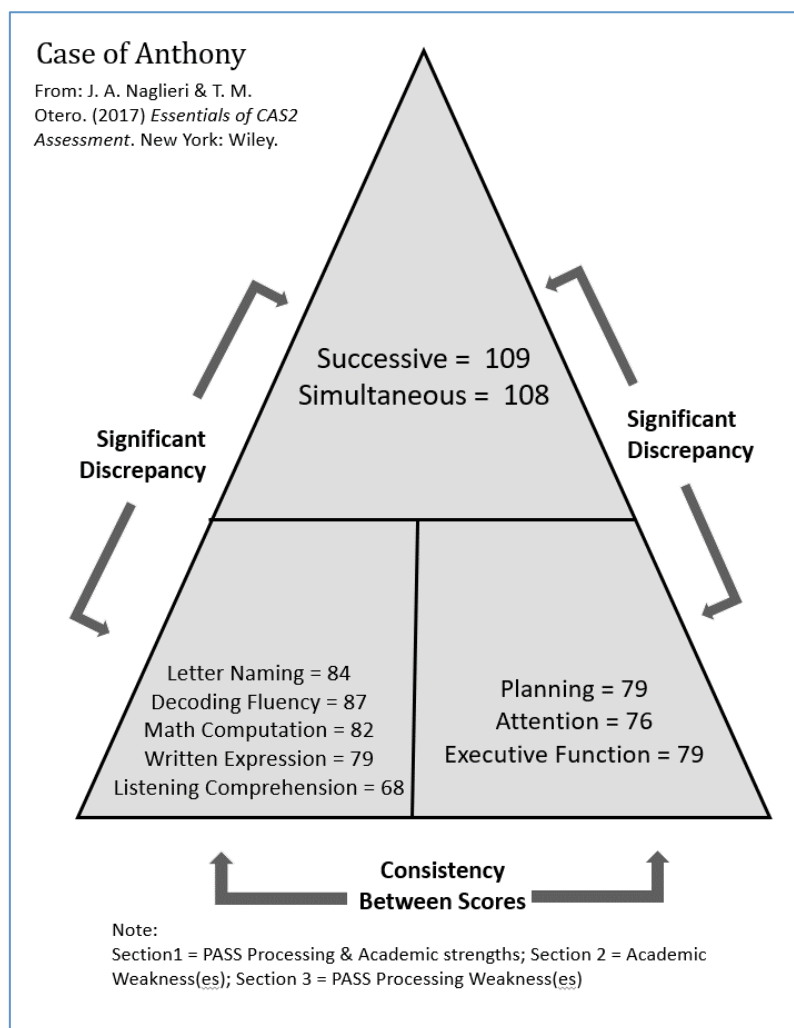 Case of Anthony
From: J. A. Naglieri & T. M.
Otero. (2017) Essentials of CAS2
Assessment. New York: Wiley.
Successive = 109
Simultaneous = 108
Significant
Discrepancy
Significant
Discrepancy
Letter Naming = 84
Decoding Fluency = 87
Math Computation = 82
Written Expression = 79
Listening Comprehension = 68
Planning = 79
Attention = 76
Executive Function = 79
Consistency
Between Scores
Note:
Section1 = PASS Processing & Academic strengths; Section 2 = Academic
Weakness(es); Section 3 = PASS Processing Weakness(es)